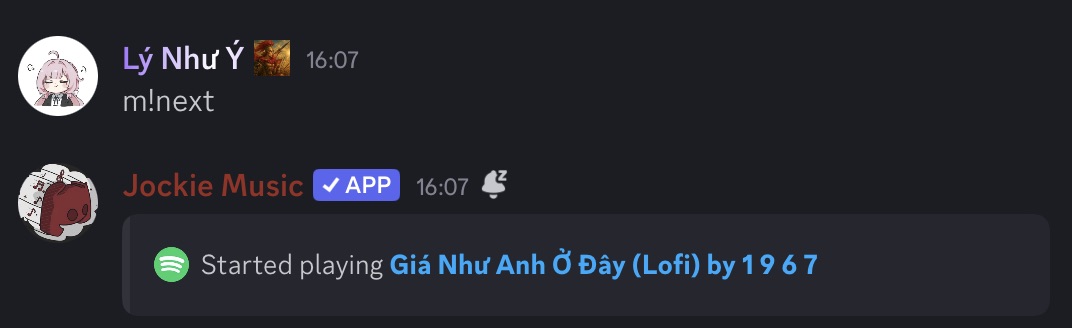 Lý Như Ý 16:07
m!next
Jockie Music ✓ APP 16:07
Started playing Giá Như Anh Ở Đây (Lofi) by 1 9 6 7